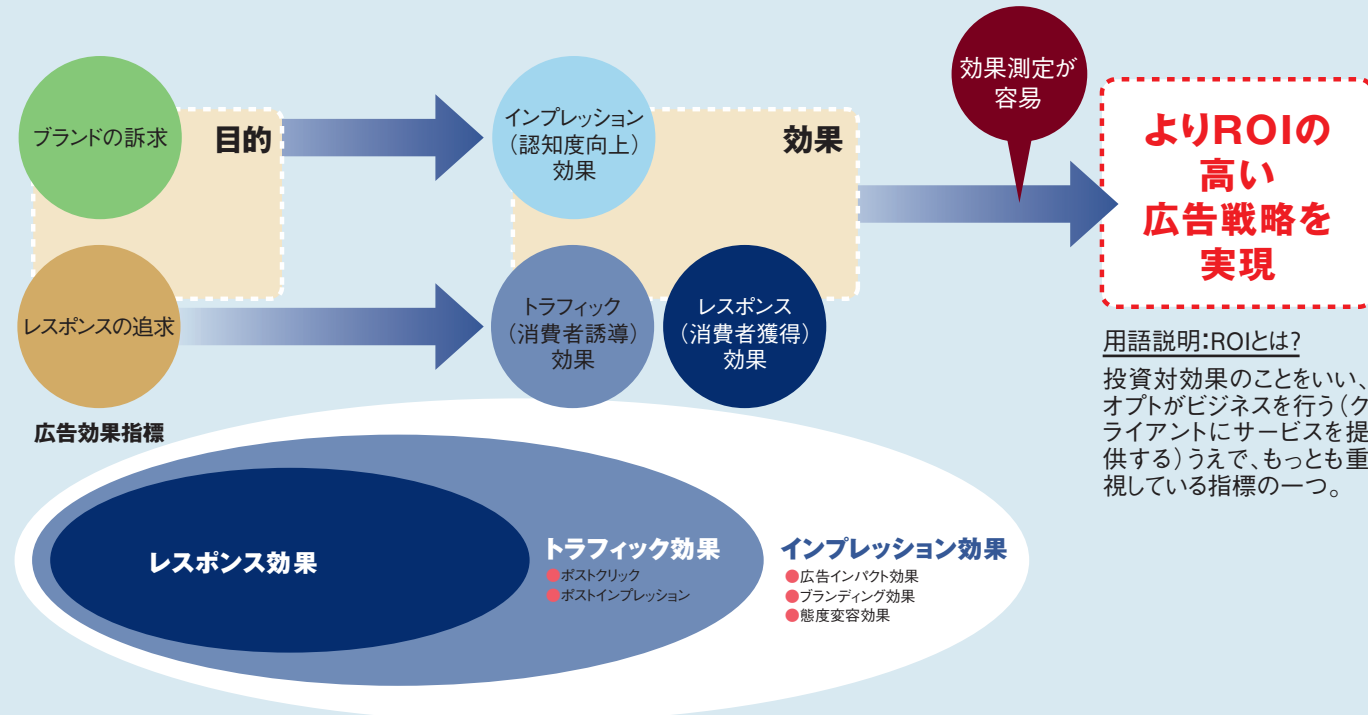 ブランドの訴求
目的
インプレッション
（認知度向上）
効果
効果
効果測定が
容易
よりROIの
高い
広告戦略を
実現
レスポンスの追求
トラフィック
（消費者誘導）
効果
レスポンス
（消費者獲得）
効果
用語説明：ROIとは？
投資対効果のことをいい、
オプトがビジネスを行う（ク
ライアントにサービスを提
供する）うえで、もっとも重
視している指標の一つ。
広告効果指標
レスポンス効果
トラフィック効果
●ポストクリック
●ポストインプレッション
インプレッション効果
●広告インパクト効果
●ブランディング効果
●態度変容効果